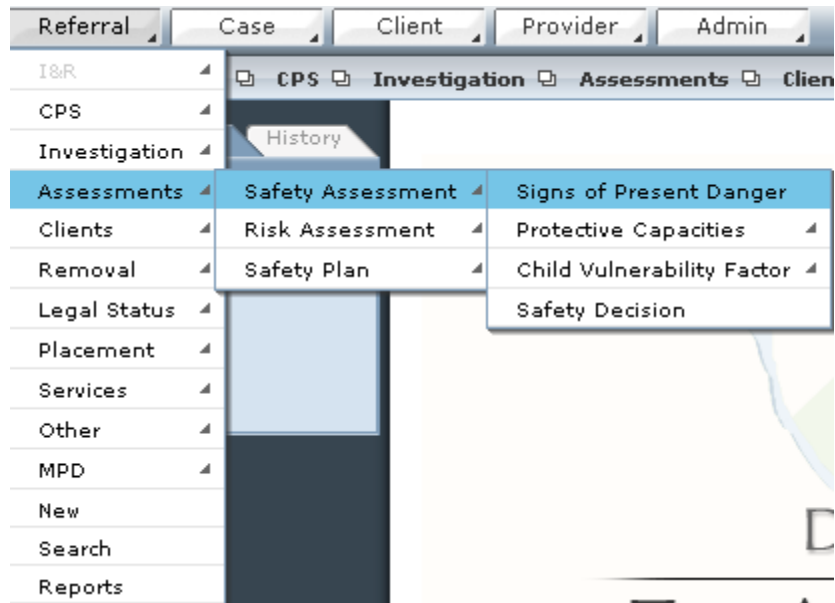 Referral Case Client Provider Admin
I&R
CPS Investigation Assessments
CPS
History
Investigation
Assessments Safety Assessment Signs of Present Danger
Clients Risk Assessment Protective Capacities
Removal Safety Plan Child Vulnerability Factor
Legal Status Safety Decision
Placement
Services
Other
MPD
New
Search
Reports